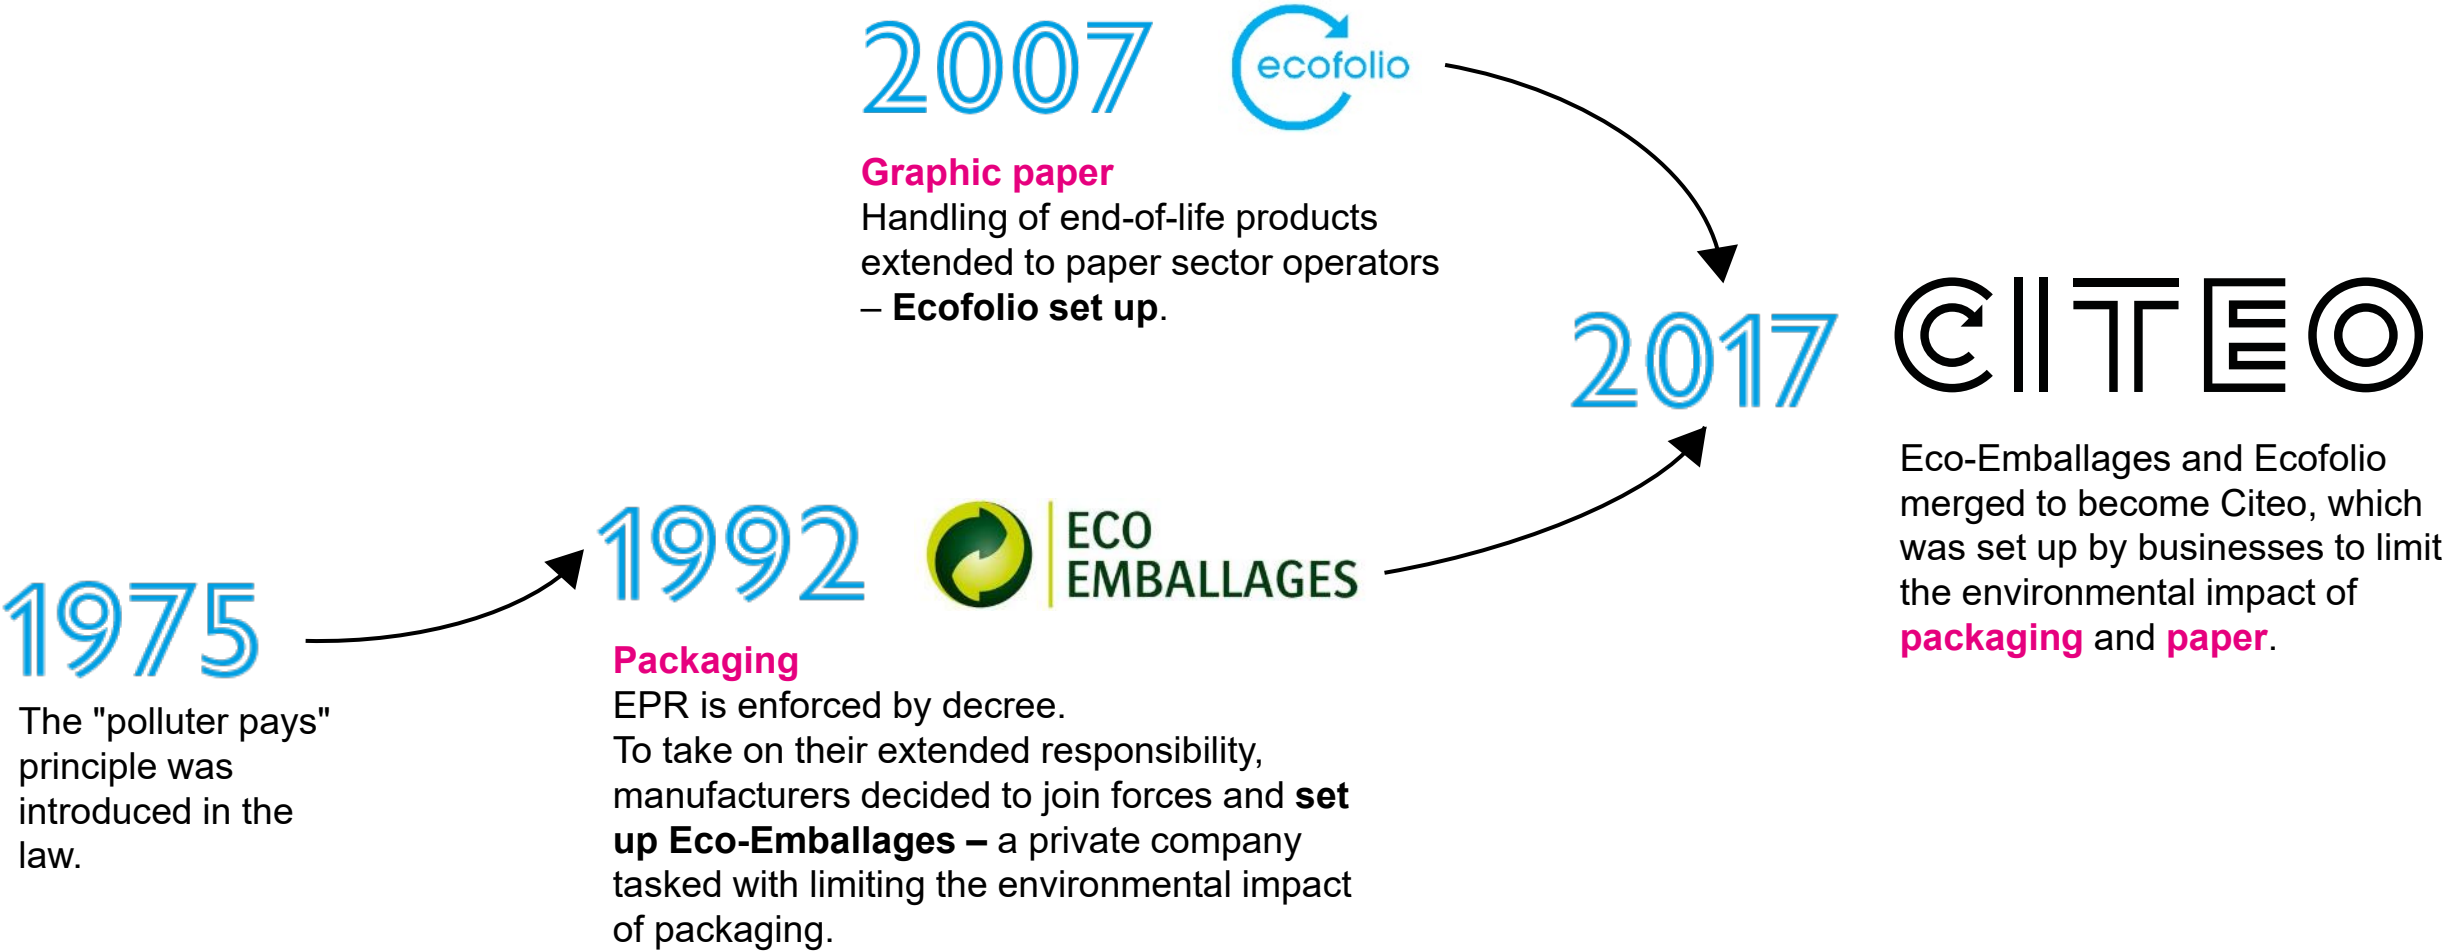 2007
ecofolio
Graphic paper
Handling of end-of-life products
extended to paper sector operators
– Ecofolio set up.
1975
The "polluter pays"
principle was
introduced in the
law.
1992
ECO
EMBALLAGES
Packaging
EPR is enforced by decree.
To take on their extended responsibility,
manufacturers decided to join forces and set
up Eco-Emballages – a private company
tasked with limiting the environmental impact
of packaging.
2017
CITEO
Eco-Emballages and Ecofolio
merged to become Citeo, which
was set up by businesses to limit
the environmental impact of
packaging and paper.